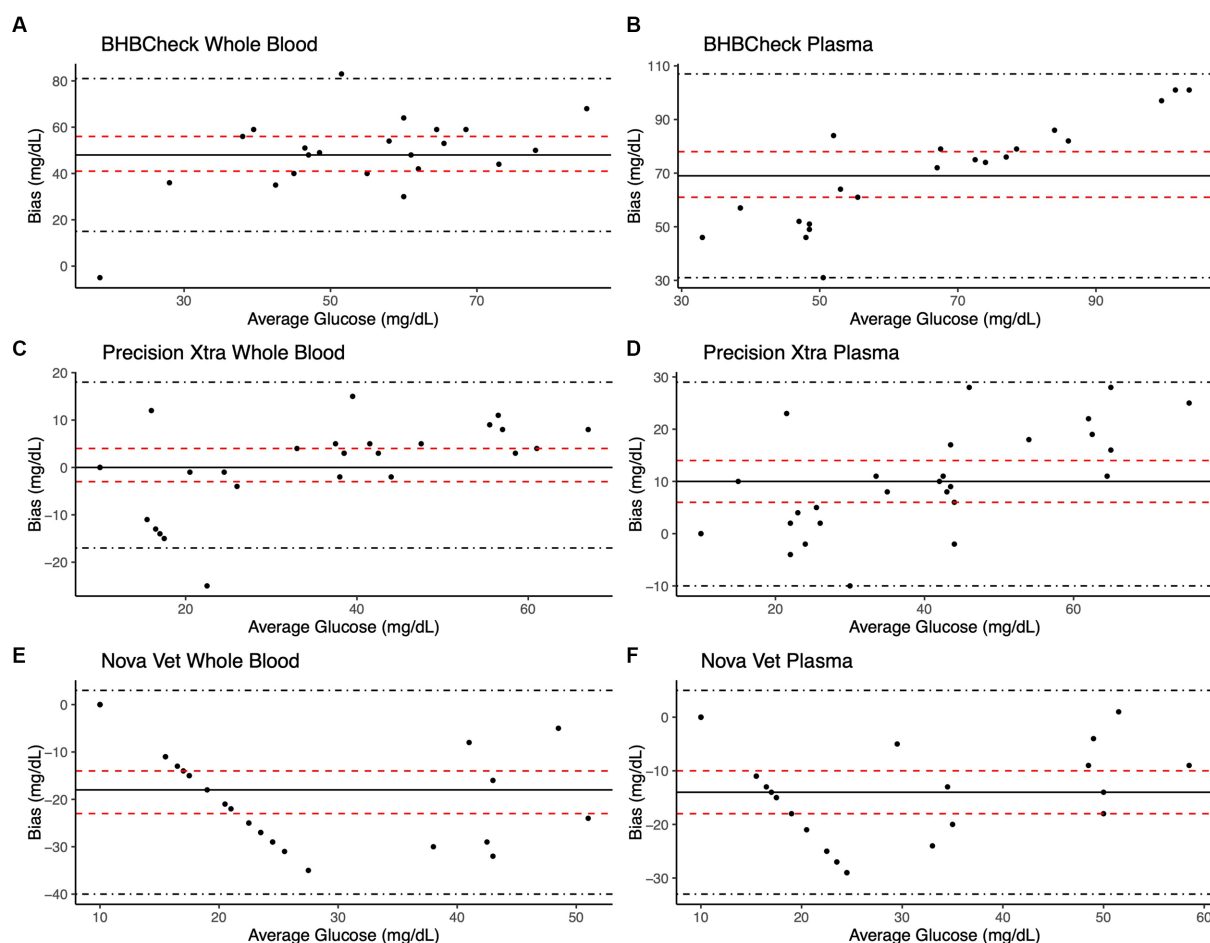 A
BHBCheck Whole Blood
Bias (mg/dL)
80
60
40
20
0
30
50
70
Average Glucose (mg/dL)
B
BHBCheck Plasma
Bias (mg/dL)
110
90
70
50
30
30
50
70
90
Average Glucose (mg/dL)
C
Precision Xtra Whole Blood
Bias (mg/dL)
20
10
0
−10
−20
20
40
60
Average Glucose (mg/dL)
D
Precision Xtra Plasma
Bias (mg/dL)
30
20
10
0
−10
20
40
60
Average Glucose (mg/dL)
E
Nova Vet Whole Blood
Bias (mg/dL)
0
−10
−20
−30
−40
10
20
30
40
50
Average Glucose (mg/dL)
F
Nova Vet Plasma
Bias (mg/dL)
0
−10
−20
−30
10
20
30
40
50
60
Average Glucose (mg/dL)